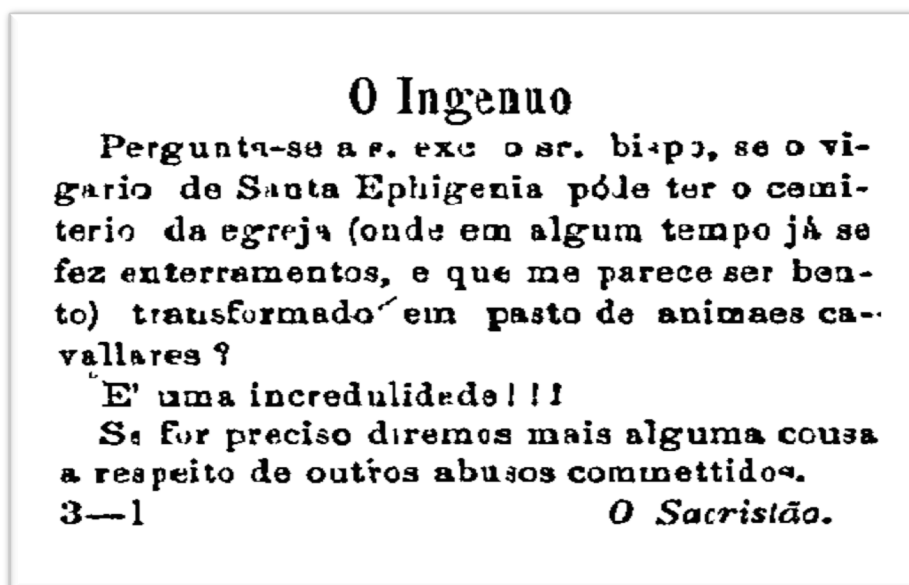 O Ingenuo
Pergunta-se a s. exc o sr. bispo, se o vi-
gario de Santa Ephigenia póde ter o cemi-
terio da egreja (onde em algum tempo já se
fez enterramentos, e que me parece ser ben-
to) transformado em pasto de animaes ca-
vallares ?
E' uma incredulidade!!!
Se for preciso diremos mais alguma cousa
a respeito de outros abusos commettidos.
3—1 O Sacristão.